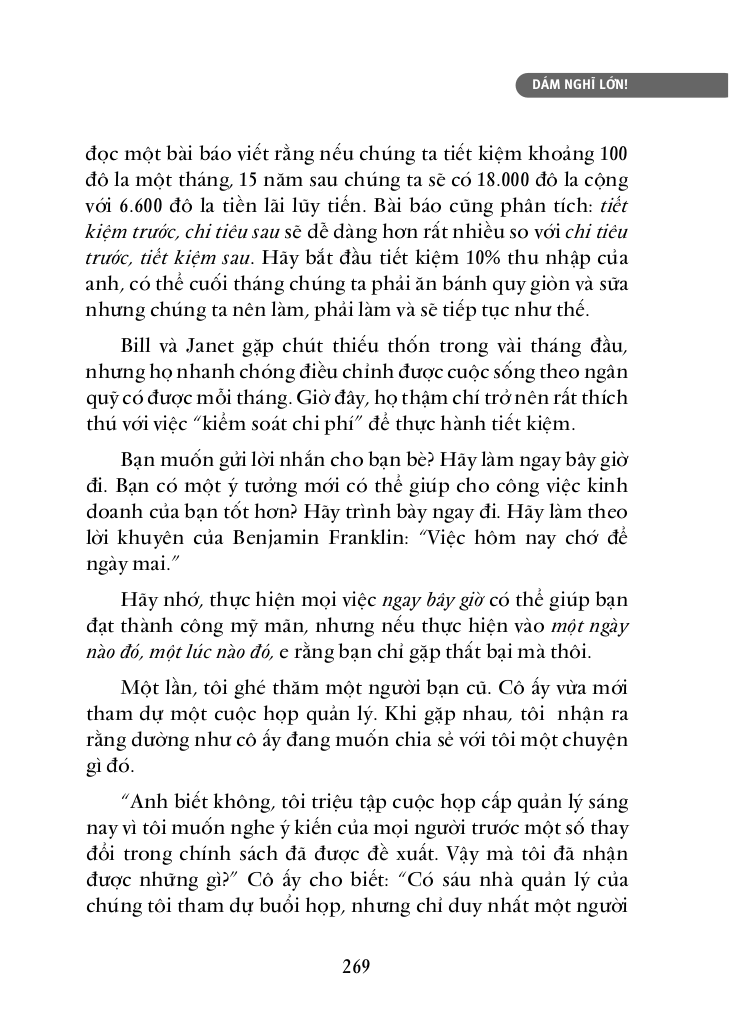 DÁM NGHĨ LỚN!
đọc một bài báo viết rằng nếu chúng ta tiết kiệm khoảng 100
đô la một tháng, 15 năm sau chúng ta sẽ có 18.000 đô la cộng
với 6.600 đô la tiền lãi lũy tiến. Bài báo cũng phân tích: tiết
kiệm trước, chi tiêu sau sẽ dễ dàng hơn rất nhiều so với chi tiêu
trước, tiết kiệm sau. Hãy bắt đầu tiết kiệm 10% thu nhập của
anh, có thể cuối tháng chúng ta phải ăn bánh quy giòn và sữa
nhưng chúng ta nên làm, phải làm và sẽ tiếp tục như thế.
Bill và Janet gặp chút thiếu thốn trong vài tháng đầu,
nhưng họ nhanh chóng điều chỉnh được cuộc sống theo ngân
quỹ có được mỗi tháng. Giờ đây, họ thậm chí trở nên rất thích
thú với việc “kiểm soát chi phí” để thực hành tiết kiệm.
Bạn muốn gửi lời nhắn cho bạn bè? Hãy làm ngay bây giờ
đi. Bạn có một ý tưởng mới có thể giúp cho công việc kinh
doanh của bạn tốt hơn? Hãy trình bày ngay đi. Hãy làm theo
lời khuyên của Benjamin Franklin: “Việc hôm nay chớ để
ngày mai.”
Hãy nhớ, thực hiện mọi việc ngay bây giờ có thể giúp bạn
đạt thành công mỹ mãn, nhưng nếu thực hiện vào một ngày
nào đó, một lúc nào đó, e rằng bạn chỉ gặp thất bại mà thôi.
Một lần, tôi ghé thăm một người bạn cũ. Cô ấy vừa mới
tham dự một cuộc họp quản lý. Khi gặp nhau, tôi nhận ra
rằng dường như cô ấy đang muốn chia sẻ với tôi một chuyện
gì đó.
“Anh biết không, tôi triệu tập cuộc họp cấp quản lý sáng
nay vì tôi muốn nghe ý kiến của mọi người trước một số thay
đổi trong chính sách đã được đề xuất. Vậy mà tôi đã nhận
được những gì?” Cô ấy cho biết: “Có sáu nhà quản lý của
chúng tôi tham dự buổi họp, nhưng chỉ duy nhất một người
269